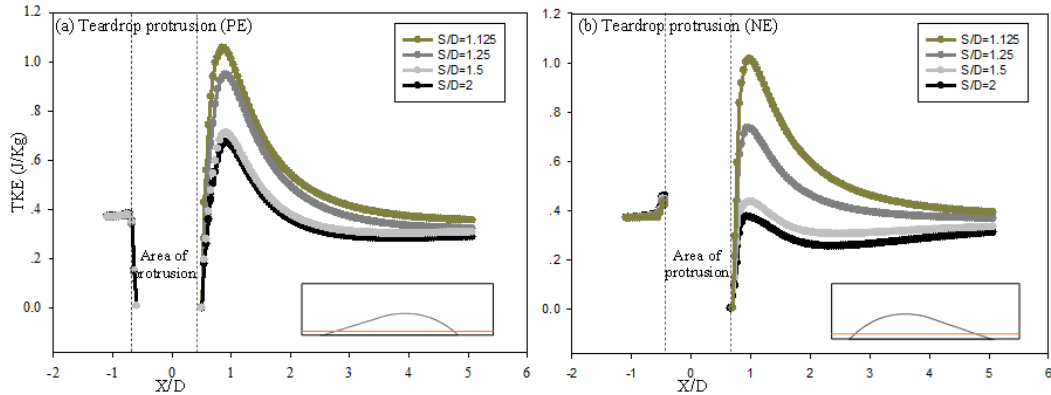 (a) Teardrop protrusion (PE)
S/D=1.125
S/D=1.25
S/D=1.5
S/D=2
1.2
1.0
.8
.6
.4
.2
0.0
TKE (J/Kg)
Area of
protrusion
-2
-1
0
1
2
3
4
5
6
X/D
(b) Teardrop protrusion (NE)
S/D=1.125
S/D=1.25
S/D=1.5
S/D=2
1.2
1.0
.8
.6
.4
.2
0.0
Area of
protrusion
-2
-1
0
1
2
3
4
5
6
X/D